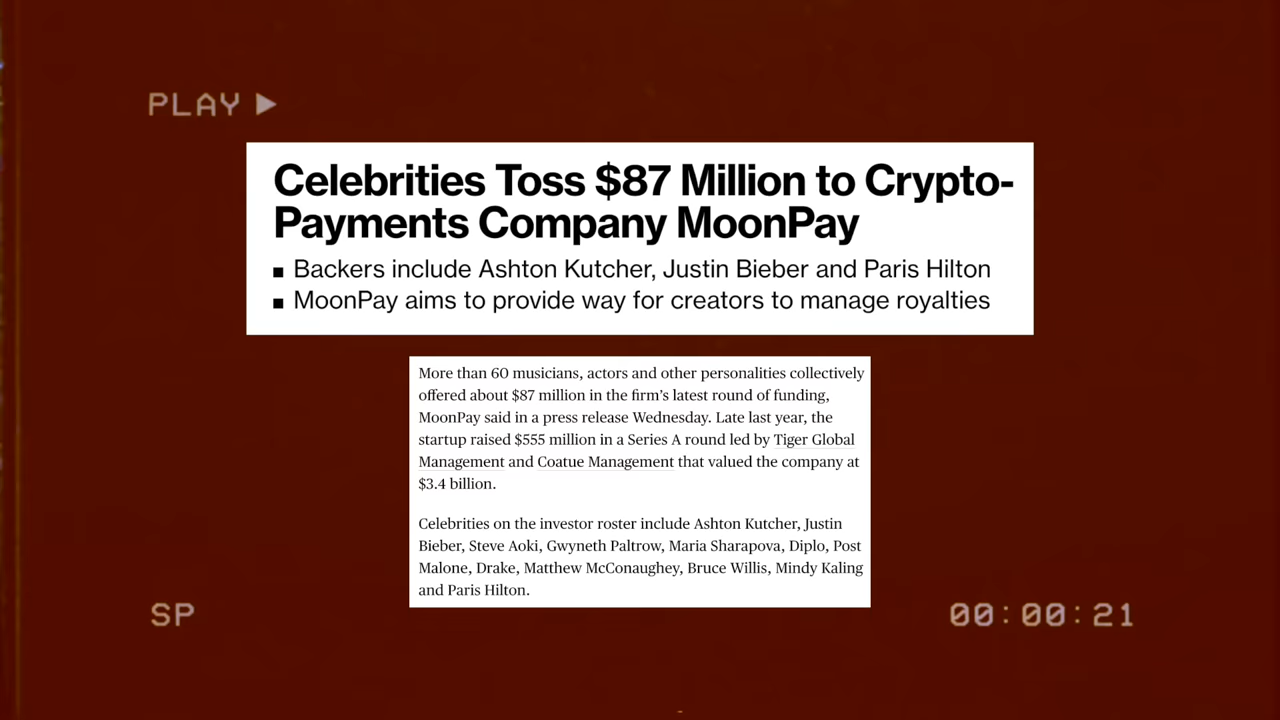 PLAY
Celebrities Toss $87 Million to Crypto-
Payments Company MoonPay
Backers include Ashton Kutcher, Justin Bieber and Paris Hilton
MoonPay aims to provide way for creators to manage royalties
More than 60 musicians, actors and other personalities collectively
offered about $87 million in the firm’s latest round of funding,
MoonPay said in a press release Wednesday. Late last year, the
startup raised $555 million in a Series A round led by Tiger Global
Management and Coatue Management that valued the company at
$3.4 billion.
Celebrities on the investor roster include Ashton Kutcher, Justin
Bieber, Steve Aoki, Gwyneth Paltrow, Maria Sharapova, Diplo, Post
Malone, Drake, Matthew McConaughey, Bruce Willis, Mindy Kaling
and Paris Hilton.
SP
00:00:21